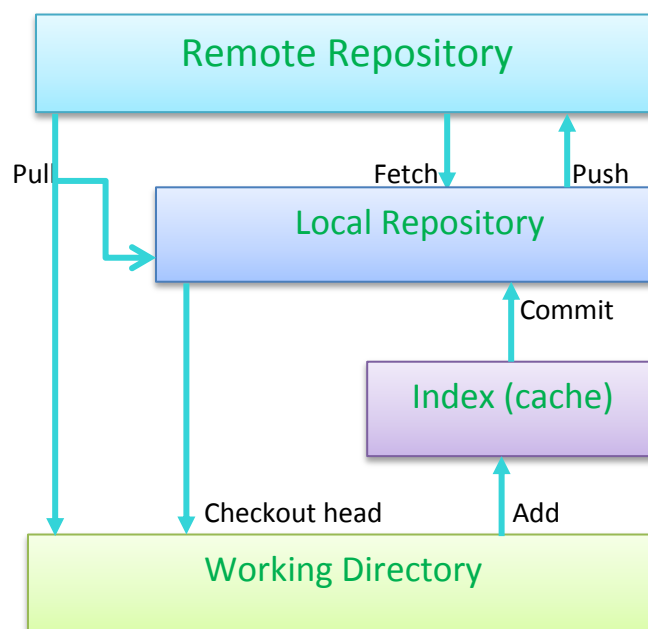 Remote Repository
Pull
Fetch
Push
Local Repository
Commit
Index (cache)
Checkout head
Add
Working Directory